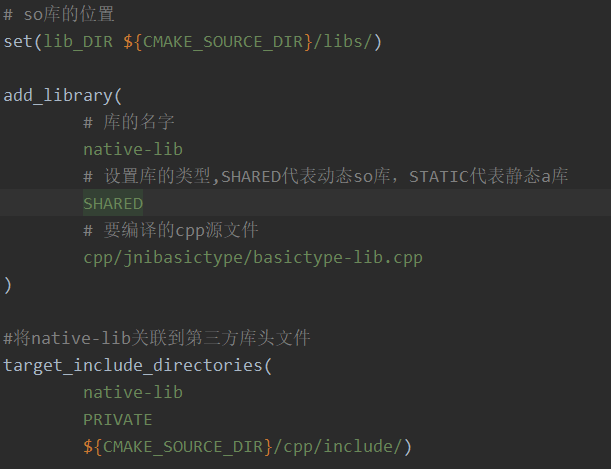 # so库的位置
set(lib_DIR ${CMAKE_SOURCE_DIR}/libs/)
add_library(
# 库的名字
native-lib
# 设置库的类型,SHARED代表动态so库，STATIC代表静态a库
SHARED
# 要编译的cpp源文件
cpp/jnibasictype/basictype-lib.cpp
)
#将native-lib关联到第三方库头文件
target_include_directories(
native-lib
PRIVATE
${CMAKE_SOURCE_DIR}/cpp/include/)